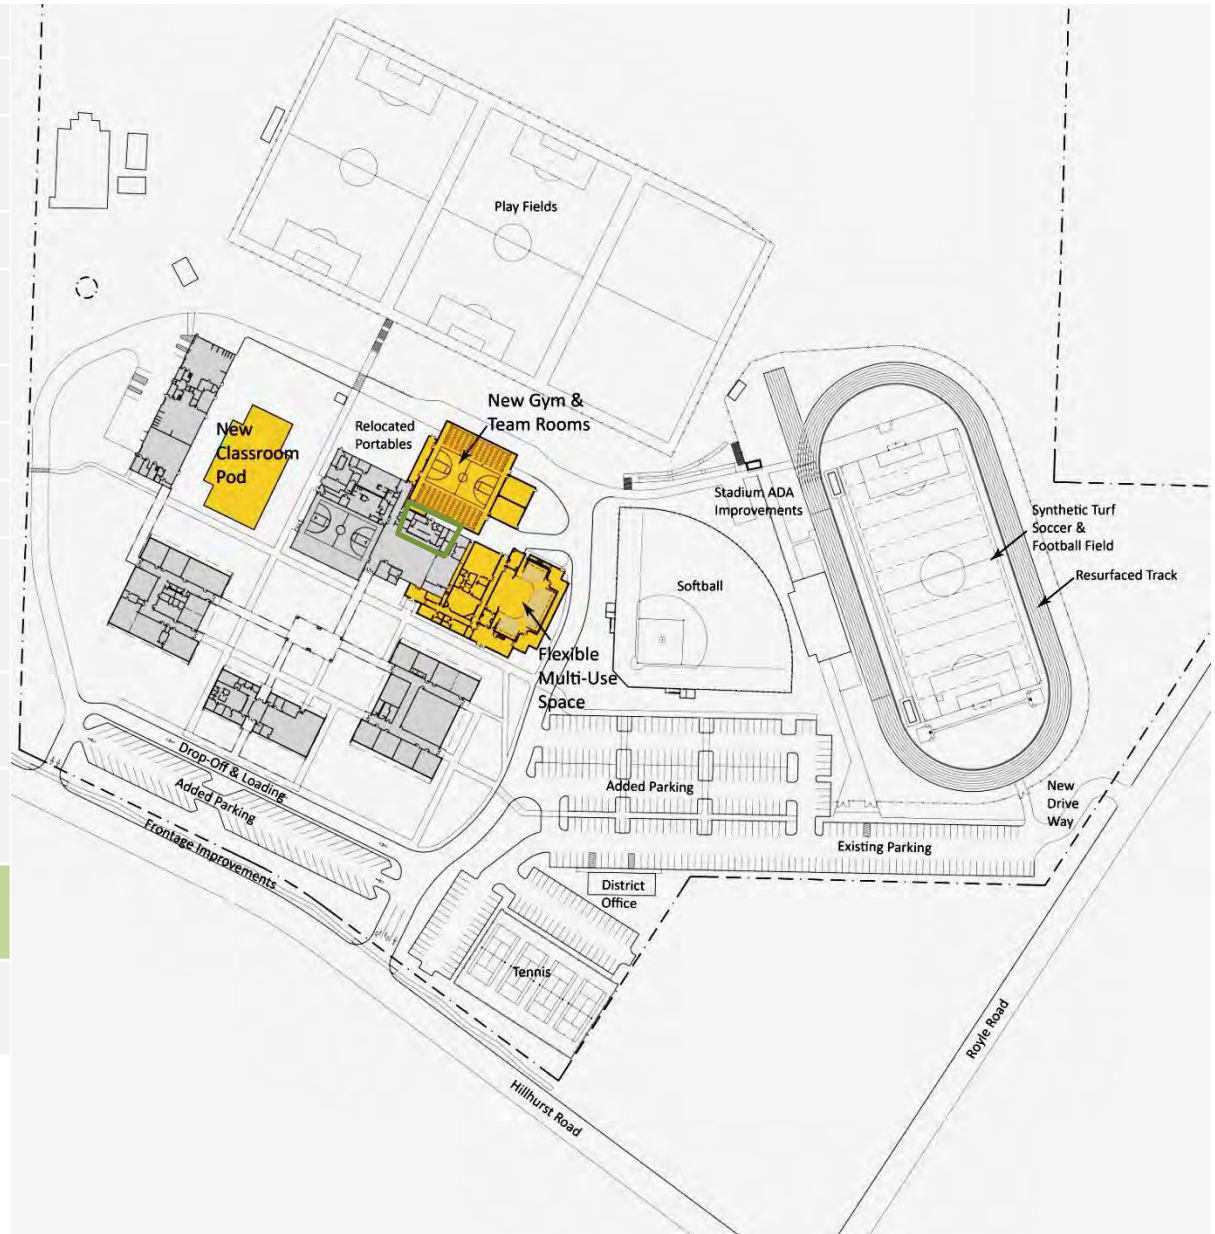 Play Fields
New Gym &
Team Rooms
Relocated
Portables
New
Classroom
Pod
Stadium ADA
Improvements
Synthetic Turf
Soccer &
Football Field
Resurfaced Track
Softball
Flexible
Multi-Use
Space
Drop-Off & Loading
Added Parking
Frontage Improvements
Added Parking
New
Drive
Way
Existing Parking
District
Office
Tennis
Royle Road
Hillhurst Road